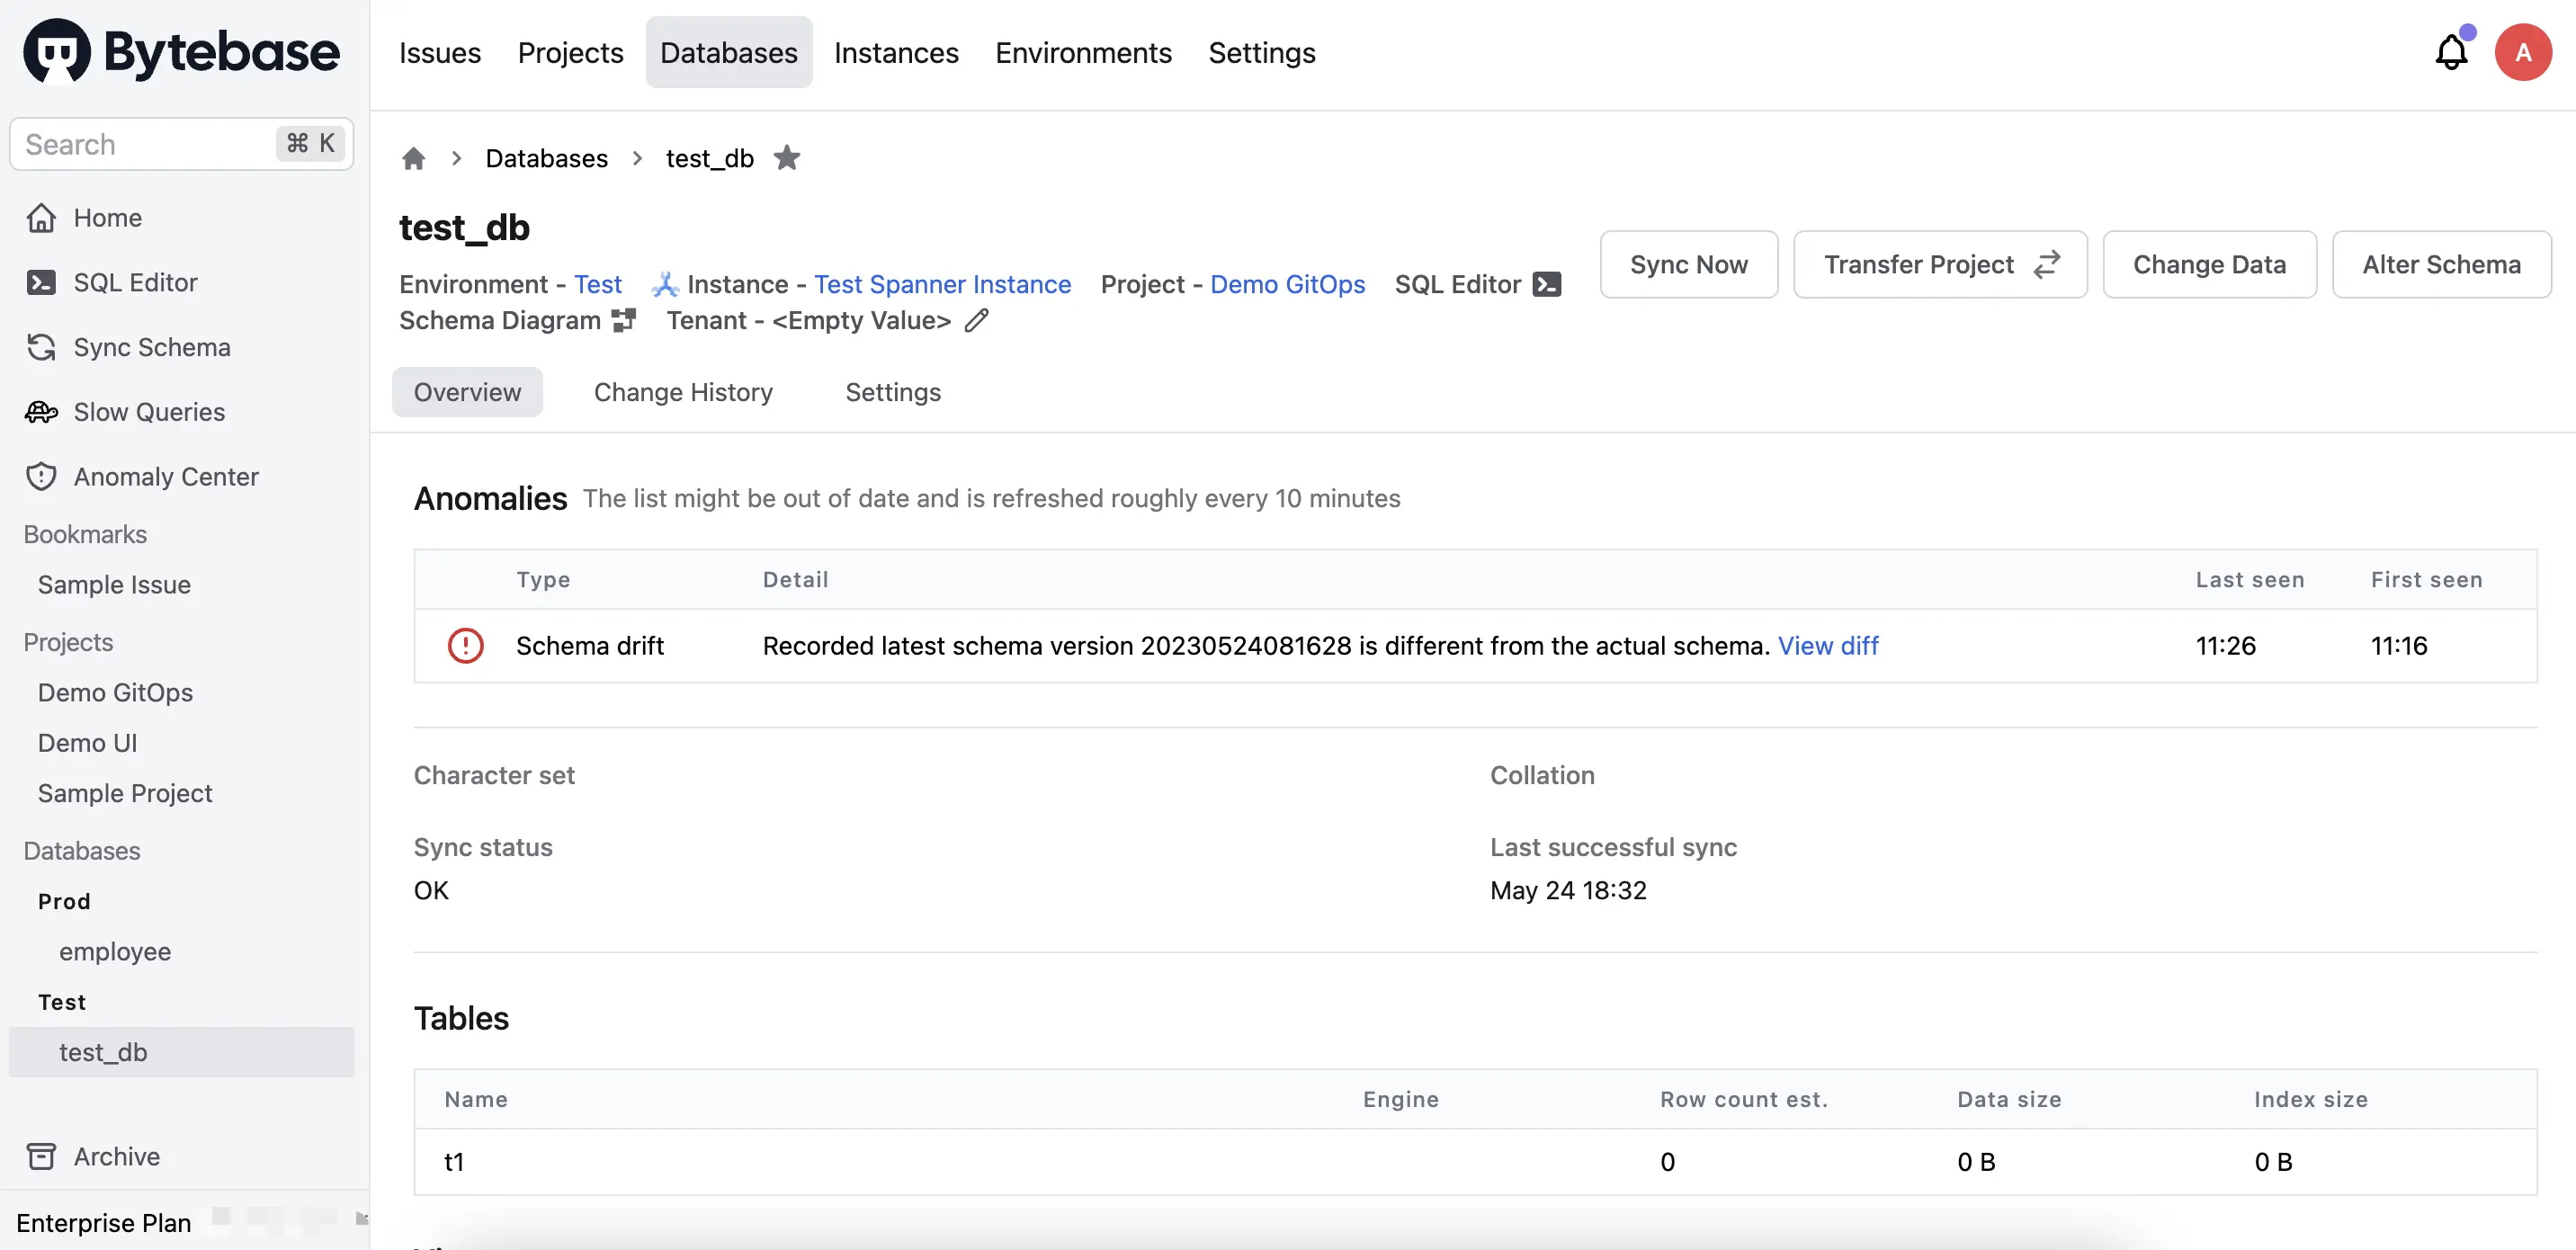 Bytebase
Issues Projects Databases Instances Environments Settings
A
Search ⌘ K
Home
SQL Editor
Sync Schema
Slow Queries
Anomaly Center
Bookmarks
Sample Issue
Projects
Demo GitOps
Demo UI
Sample Project
Databases
Prod
employee
Test
test_db
Archive
Enterprise Plan
Databases > test_db
test_db
Environment - Test Instance - Test Spanner Instance Project - Demo GitOps SQL Editor
Schema Diagram Tenant - <Empty Value>
Sync Now Transfer Project Change Data Alter Schema
Overview Change History Settings
Anomalies The list might be out of date and is refreshed roughly every 10 minutes
Type Detail Last seen First seen
Schema drift Recorded latest schema version 20230524081628 is different from the actual schema. View diff 11:26 11:16
Character set Collation
Sync status Last successful sync
OK May 24 18:32
Tables
Name Engine Row count est. Data size Index size
t1 0 0 B 0 B